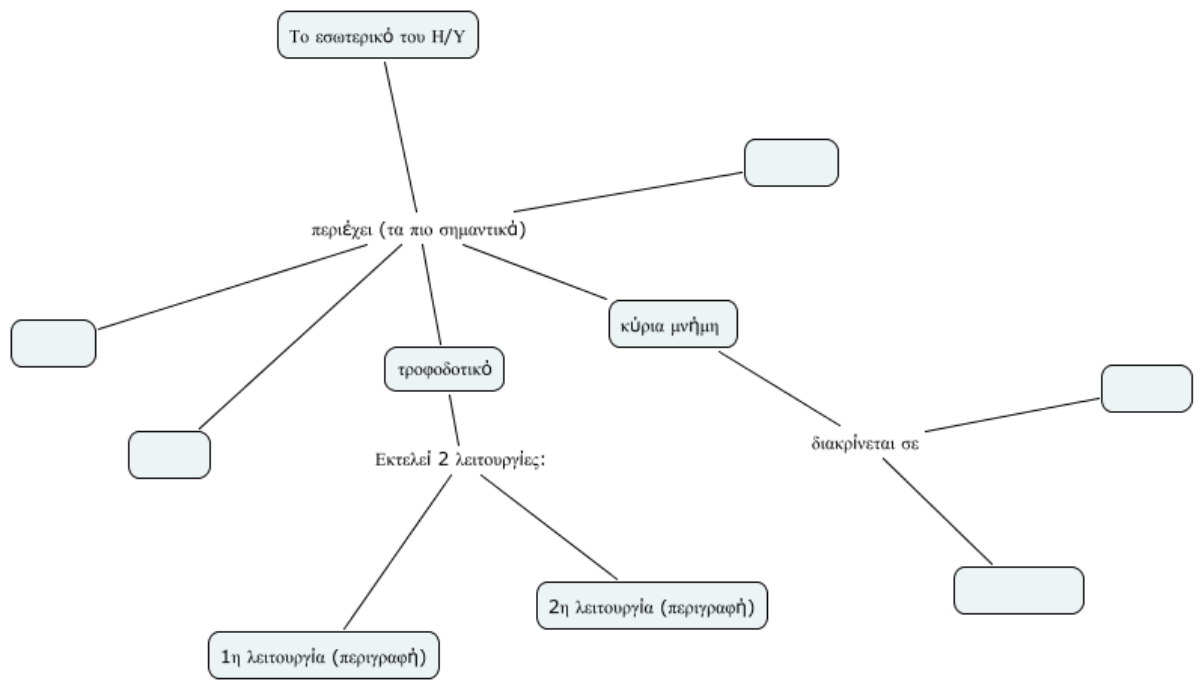 Το εσωτερικό του Η/Υ
περιέχει (τα πιο σημαντικά)
κύρια μνήμη
τροφοδοτικό
διακρίνεται σε
Εκτελεί 2 λειτουργίες:
2η λειτουργία (περιγραφή)
1η λειτουργία (περιγραφή)